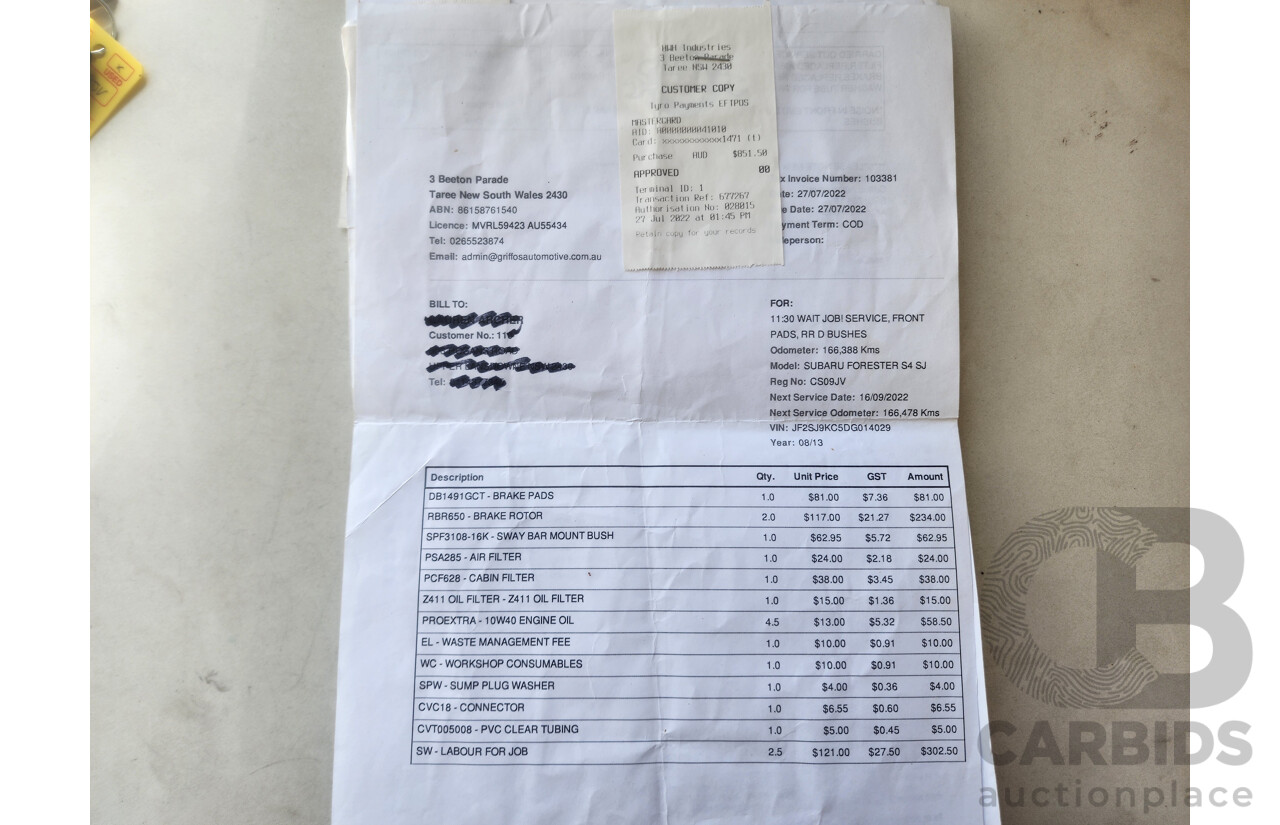 USED
HWH Industries
3 Beeton Parade
Taree NSW 2430
CUSTOMER COPY
Tyro Payments EFTPOS
MASTERCARD
AID: A0000000041010
Card: xxxxxxxxxxxx1471 (t)
Purchase AUD $851.50
APPROVED 00
Terminal ID: 1
Transaction Ref: 677267
Authorisation No: 028015
27 Jul 2022 at 01:45 PM
Retain copy for your records
3 Beeton Parade
Taree New South Wales 2430
ABN: 86158761540
Licence: MVRL59423 AU55434
Tel: 0265523874
Email: admin@griffosautomotive.com.au
x Invoice Number: 103381
te: 27/07/2022
e Date: 27/07/2022
yment Term: COD
leperson:
BILL TO:
Customer No.: 11
Tel:
FOR:
11:30 WAIT JOB! SERVICE, FRONT
PADS, RR D BUSHES
Odometer: 166,388 Kms
Model: SUBARU FORESTER S4 SJ
Reg No: CS09JV
Next Service Date: 16/09/2022
Next Service Odometer: 166,478 Kms
VIN: JF2SJ9KC5DG014029
Year: 08/13
Description Qty. Unit Price GST Amount
DB1491GCT - BRAKE PADS 1.0 $81.00 $7.36 $81.00
RBR650 - BRAKE ROTOR 2.0 $117.00 $21.27 $234.00
SPF3108-16K - SWAY BAR MOUNT BUSH 1.0 $62.95 $5.72 $62.95
PSA285 - AIR FILTER 1.0 $24.00 $2.18 $24.00
PCF628 - CABIN FILTER 1.0 $38.00 $3.45 $38.00
Z411 OIL FILTER - Z411 OIL FILTER 1.0 $15.00 $1.36 $15.00
PROEXTRA - 10W40 ENGINE OIL 4.5 $13.00 $5.32 $58.50
EL - WASTE MANAGEMENT FEE 1.0 $10.00 $0.91 $10.00
WC - WORKSHOP CONSUMABLES 1.0 $10.00 $0.91 $10.00
SPW - SUMP PLUG WASHER 1.0 $4.00 $0.36 $4.00
CVC18 - CONNECTOR 1.0 $6.55 $0.60 $6.55
CVT005008 - PVC CLEAR TUBING 1.0 $5.00 $0.45 $5.00
SW - LABOUR FOR JOB 2.5 $121.00 $27.50 $302.50
CARBIDS
auctionplace